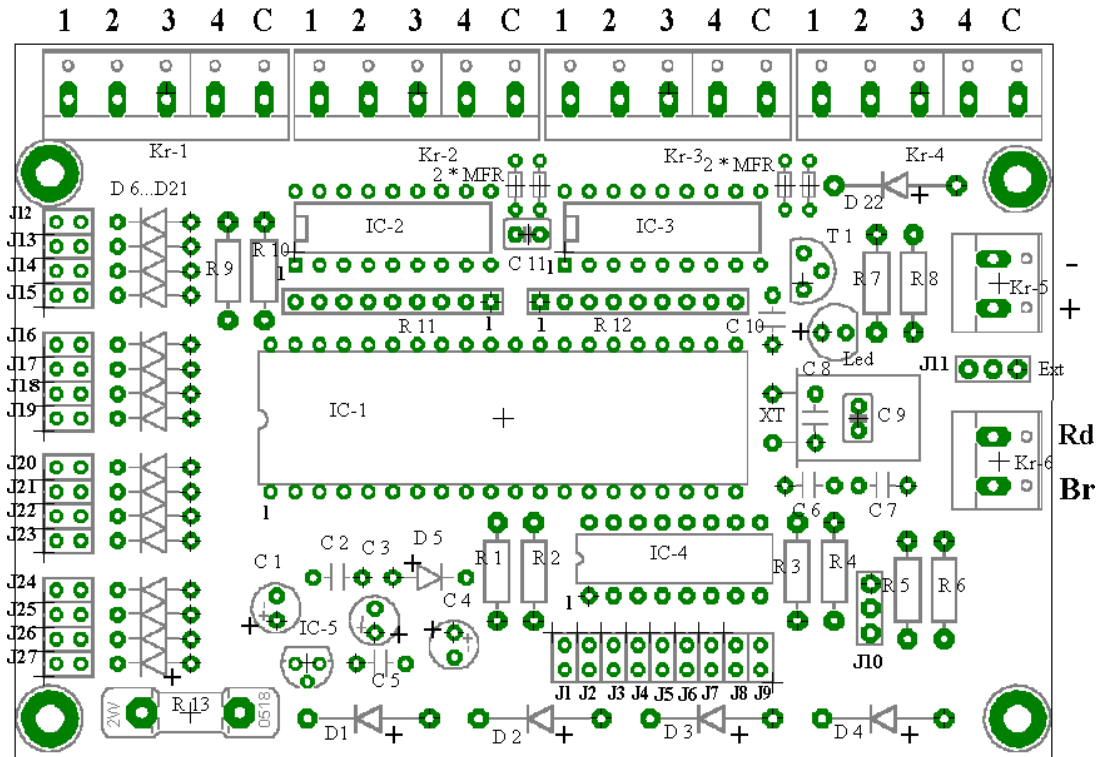 1 2 3 4 C 1 2 3 4 C 1 2 3 4 C 1 2 3 4 C
Kr-1 Kr-2 Kr-3 Kr-4
2 * MFR 2 * MFR
D 6...D21 D 22
J12
J13
J14
J15
R 9 R 10
IC-2 IC-3
C 11
1 1
T 1
R 7 R 8
Kr-5
-
+
R 11 1 1 R 12
C 10
+ Led
J11 Ext
J16
J17
J18
J19
IC-1
XT C 8 C 9
Rd
Kr-6
Br
J20
J21
J22
J23
1
C 6 C 7
C 1 C 2 C 3 D 5 +
R 1 R 2
IC-4
R 3 R 4 R 5 R 6
J24
J25
J26
J27
+
C 4
1
+ IC-5 + +
C 5
J10
J1 J2 J3 J4 J5 J6 J7 J8 J9
2W R 13 0518
D1 + D 2 + D 3 + D 4 +